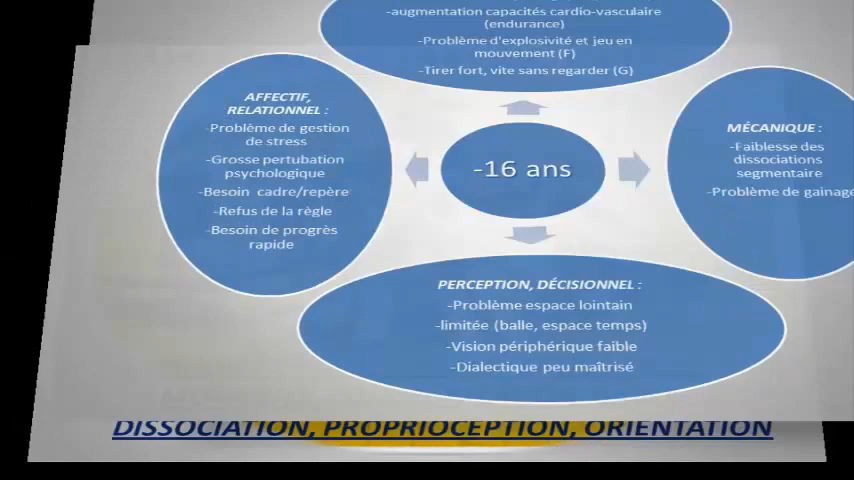 -augmentation capacités cardio-vasculaire
(endurance)
-Problème d'explosivité et jeu en
mouvement (F)
-Tirer fort, vite sans regarder (G)
AFFECTIF,
RELATIONNEL :
-Problème de gestion
de stress
-Grosse pertubation
psychologique
-Besoin cadre/repère
-Refus de la règle
-Besoin de progrès
rapide
-16 ans
MÉCANIQUE :
-Faiblesse des
dissociations
segmentaire
-Problème de gainage
PERCEPTION, DÉCISIONNEL :
-Problème espace lointain
-limitée (balle, espace temps)
-Vision périphérique faible
-Dialectique peu maîtrisé
DISSOCIATION, PROPRIOCEPTION, ORIENTATION